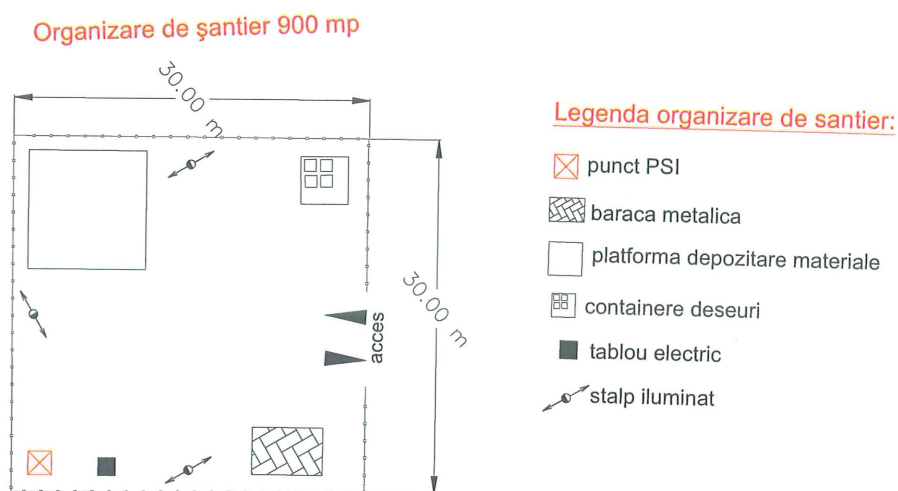 Organizare de şantier 900 mp
30.00 m
30.00 m
acces
Legenda organizare de santier:
punct PSI
baraca metalica
platforma depozitare materiale
containere deseuri
tablou electric
stalp iluminat